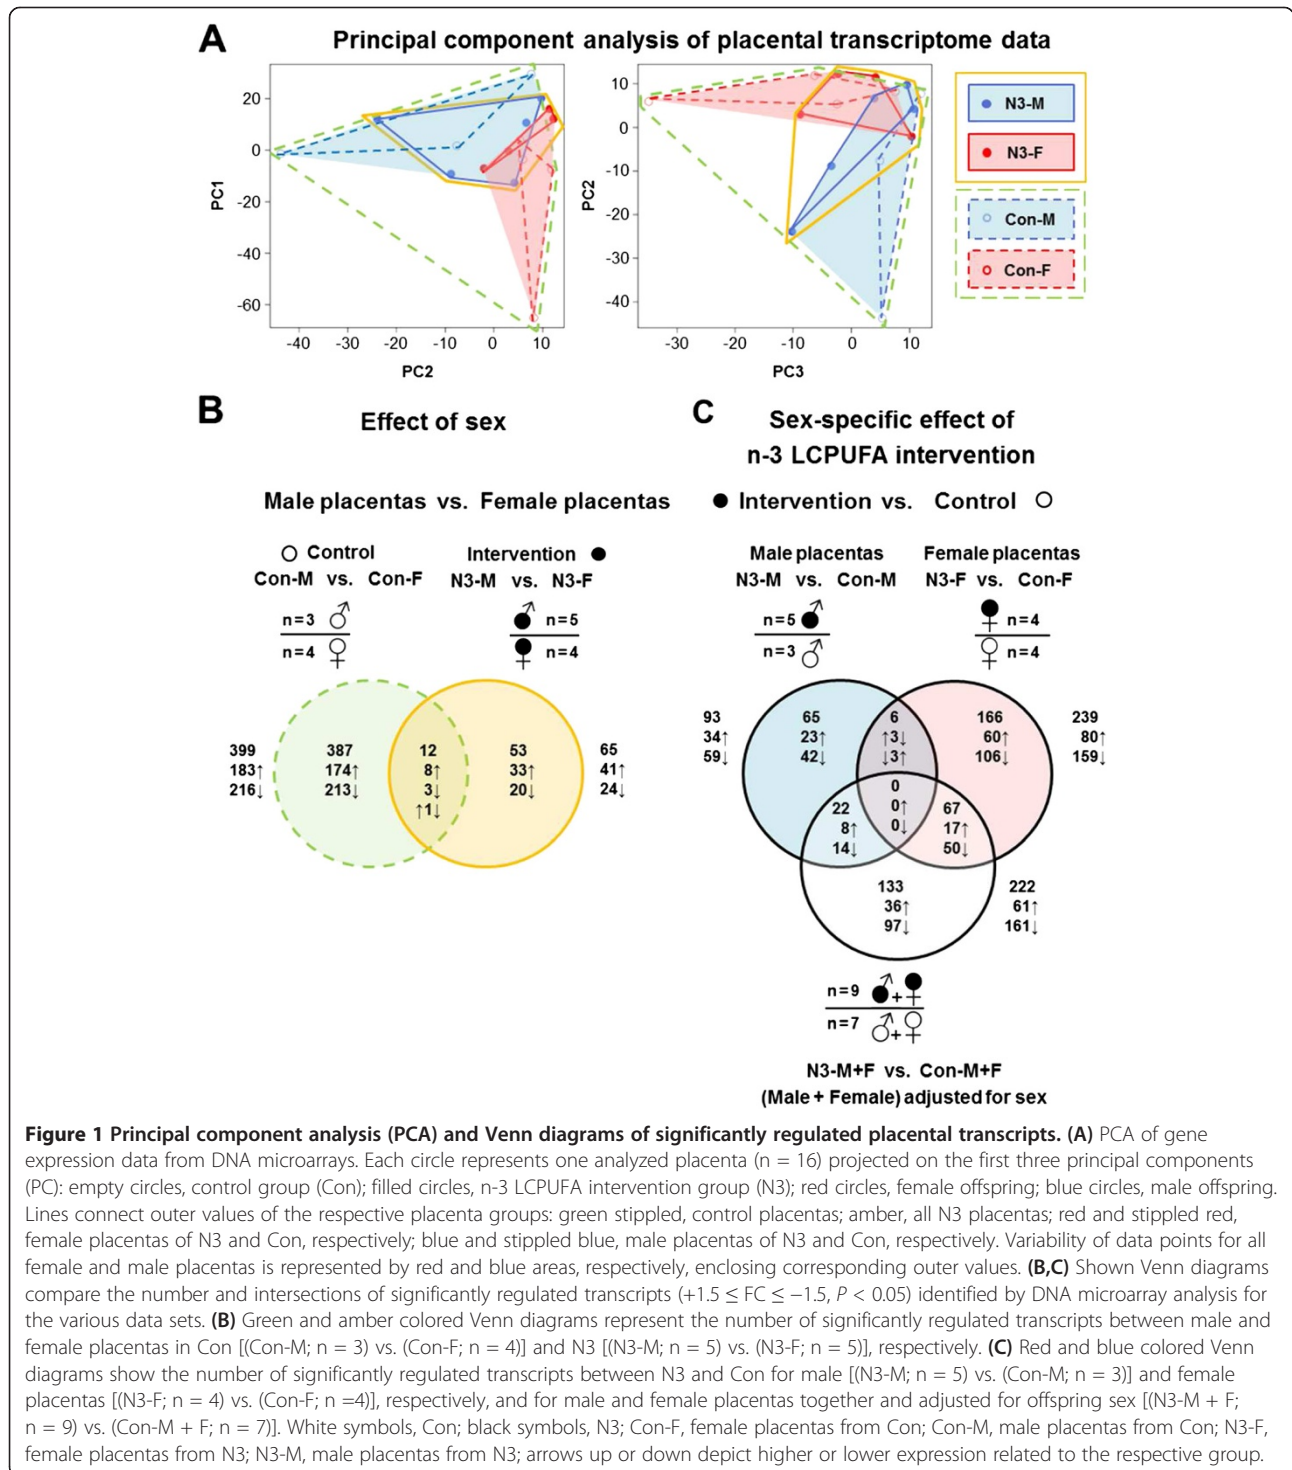 A
Principal component analysis of placental transcriptome data
20
0
-20
-40
-60
PC1
-40 -30 -20 -10 0 10
PC2
10
0
-10
-20
-30
-40
PC2
-30 -20 -10 0 10
PC3
N3-M
N3-F
Con-M
Con-F
B
Effect of sex
Male placentas vs. Female placentas
Control
Con-M vs. Con-F
Intervention
N3-M vs. N3-F
n=3 ♂
n=4 ♀
♂ n=5
♀ n=4
399
183↑
216↓
387
174↑
213↓
12
8↑
3↓
↑1↓
53
33↑
20↓
65
41↑
24↓
C
Sex-specific effect of
n-3 LCPUFA intervention
● Intervention vs. Control ○
Male placentas
N3-M vs. Con-M
Female placentas
N3-F vs. Con-F
n=5 ♂
n=3 ♂
♀ n=4
♀ n=4
93
34↑
59↓
65
23↑
42↓
6
↑3↓
↓3↑
166
60↑
106↓
239
80↑
159↓
0
0↑
0↓
22
8↑
14↓
67
17↑
50↓
133
36↑
97↓
222
61↑
161↓
n=9 ♂+♀
n=7 ♂+♀
N3-M+F vs. Con-M+F
(Male + Female) adjusted for sex
Figure 1 Principal component analysis (PCA) and Venn diagrams of significantly regulated placental transcripts. (A) PCA of gene
expression data from DNA microarrays. Each circle represents one analyzed placenta (n = 16) projected on the first three principal components
(PC): empty circles, control group (Con); filled circles, n-3 LCPUFA intervention group (N3); red circles, female offspring; blue circles, male offspring.
Lines connect outer values of the respective placenta groups: green stippled, control placentas; amber, all N3 placentas; red and stippled red,
female placentas of N3 and Con, respectively; blue and stippled blue, male placentas of N3 and Con, respectively. Variability of data points for all
female and male placentas is represented by red and blue areas, respectively, enclosing corresponding outer values. (B,C) Shown Venn diagrams
compare the number and intersections of significantly regulated transcripts (+1.5 ≤ FC ≤ −1.5, P < 0.05) identified by DNA microarray analysis for
the various data sets. (B) Green and amber colored Venn diagrams represent the number of significantly regulated transcripts between male and
female placentas in Con [(Con-M; n = 3) vs. (Con-F; n = 4)] and N3 [(N3-M; n = 5) vs. (N3-F; n = 5)], respectively. (C) Red and blue colored Venn
diagrams show the number of significantly regulated transcripts between N3 and Con for male [(N3-M; n = 5) vs. (Con-M; n = 3)] and female
placentas [(N3-F; n = 4) vs. (Con-F; n =4)], respectively, and for male and female placentas together and adjusted for offspring sex [(N3-M + F;
n = 9) vs. (Con-M + F; n = 7)]. White symbols, Con; black symbols, N3; Con-F, female placentas from Con; Con-M, male placentas from Con; N3-F,
female placentas from N3; N3-M, male placentas from N3; arrows up or down depict higher or lower expression related to the respective group.